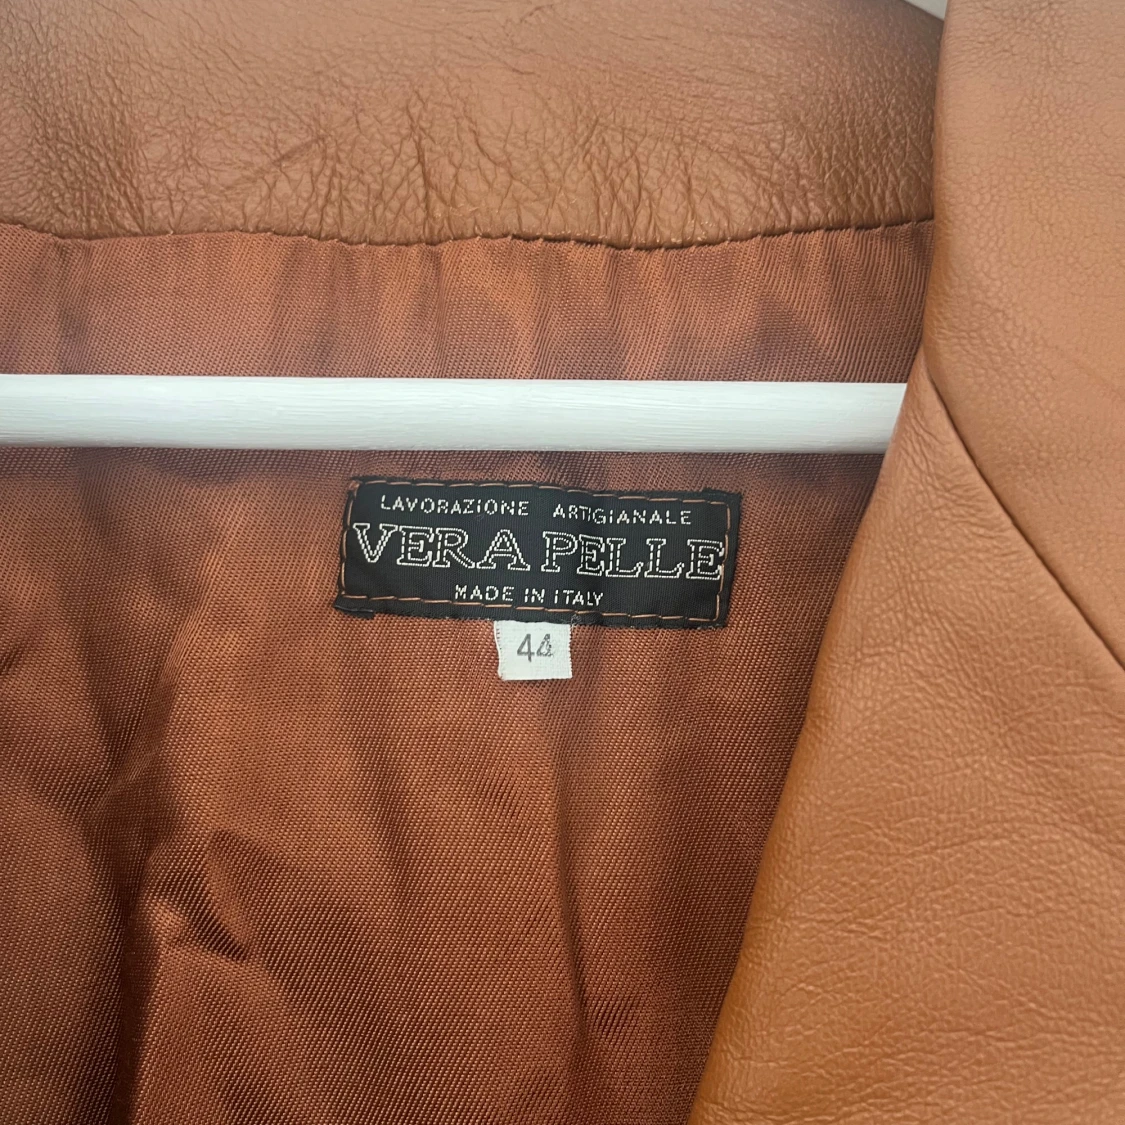 LAVORAZIONE ARTIGIANALE
VERA PELLE
MADE IN ITALY
44